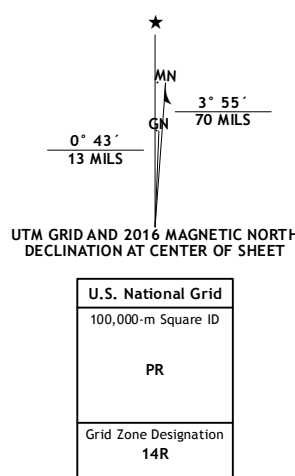 ★
MN
3° 55´
70 MILS
GN
0° 43´
13 MILS
UTM GRID AND 2016 MAGNETIC NORTH
DECLINATION AT CENTER OF SHEET
U.S. National Grid
100,000-m Square ID
PR
Grid Zone Designation
14R